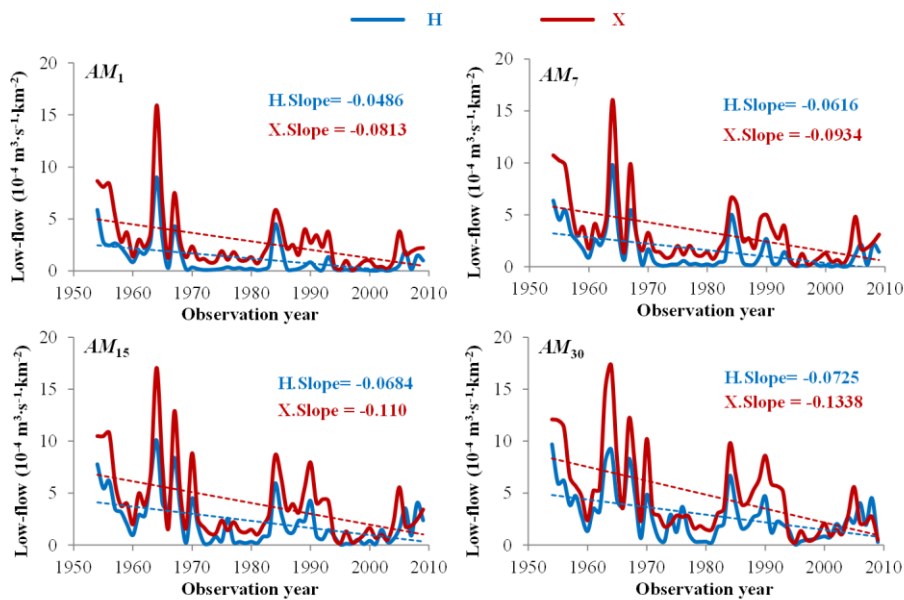 H X
AM1
H.Slope= -0.0486
X.Slope = -0.0813
Low-flow (10-4 m3·s-1·km-2)
20
15
10
5
0
1950 1960 1970 1980 1990 2000 2010
Observation year
AM7
H.Slope= -0.0616
X.Slope = -0.0934
Low-flow (10-4 m3·s-1·km-2)
20
15
10
5
0
1950 1960 1970 1980 1990 2000 2010
Observation year
AM15
H.Slope= -0.0684
X.Slope = -0.110
Low-flow (10-4 m3·s-1·km-2)
20
15
10
5
0
1950 1960 1970 1980 1990 2000 2010
Observation year
AM30
H.Slope= -0.0725
X.Slope = -0.1338
Low-flow (10-4 m3·s-1·km-2)
20
15
10
5
0
1950 1960 1970 1980 1990 2000 2010
Observation year